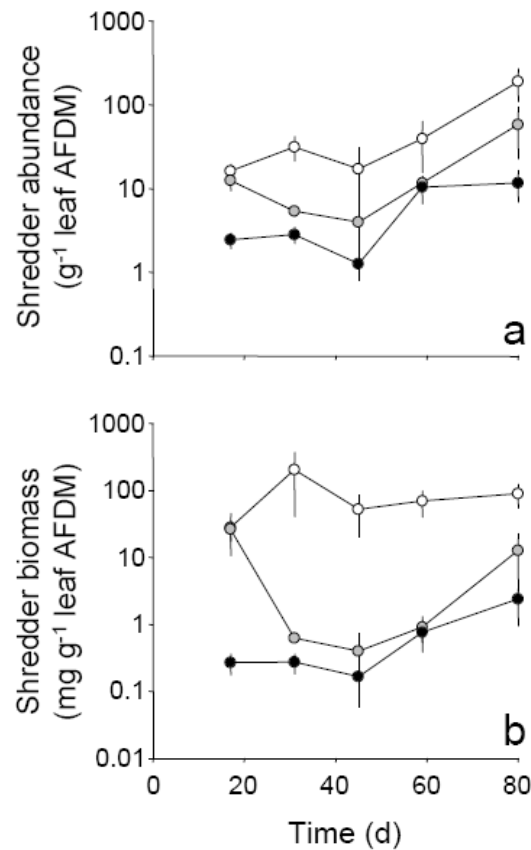 1000
100
10
1
0.1
Shredder abundance
(g⁻¹ leaf AFDM)
a
1000
100
10
1
0.1
0.01
Shredder biomass
(mg g⁻¹ leaf AFDM)
b
0 20 40 60 80
Time (d)